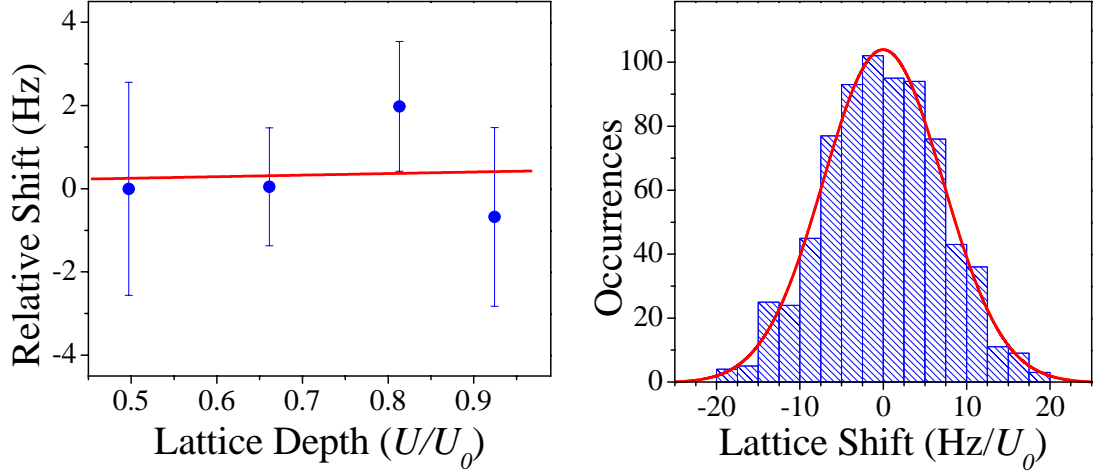 4
2
0
-2
-4
Relative Shift (Hz)
0.5 0.6 0.7 0.8 0.9
Lattice Depth (U/U₀)
100
80
60
40
20
0
Occurrences
-20 -10 0 10 20
Lattice Shift (Hz/U₀)